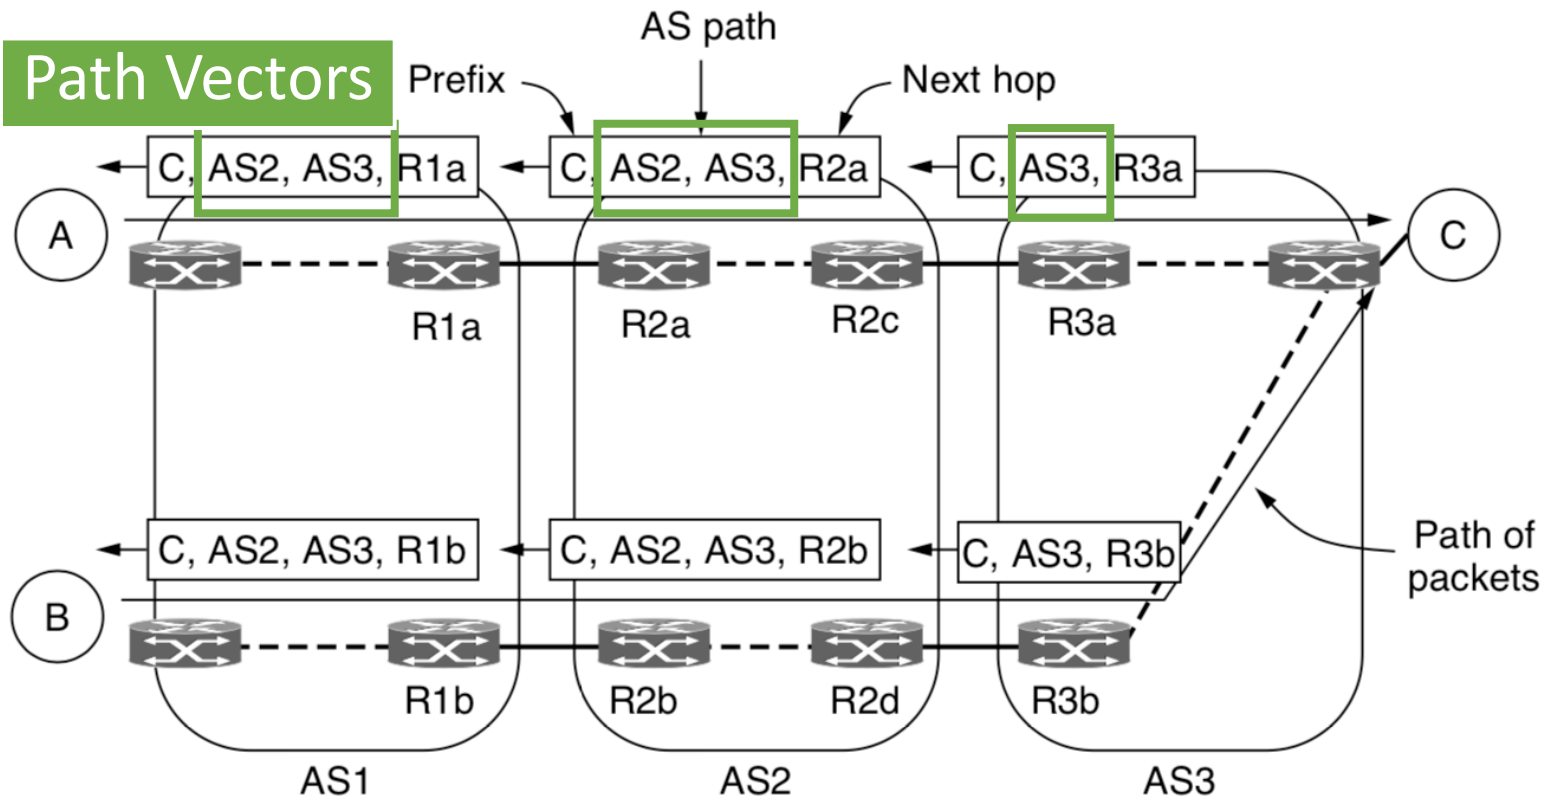 AS path
Path Vectors
Prefix
Next hop
C, AS2, AS3, R1a
C, AS2, AS3, R2a
C, AS3, R3a
A
C
R1a
R2a
R2c
R3a
C, AS2, AS3, R1b
C, AS2, AS3, R2b
C, AS3, R3b
Path of
packets
B
R1b
R2b
R2d
R3b
AS1
AS2
AS3